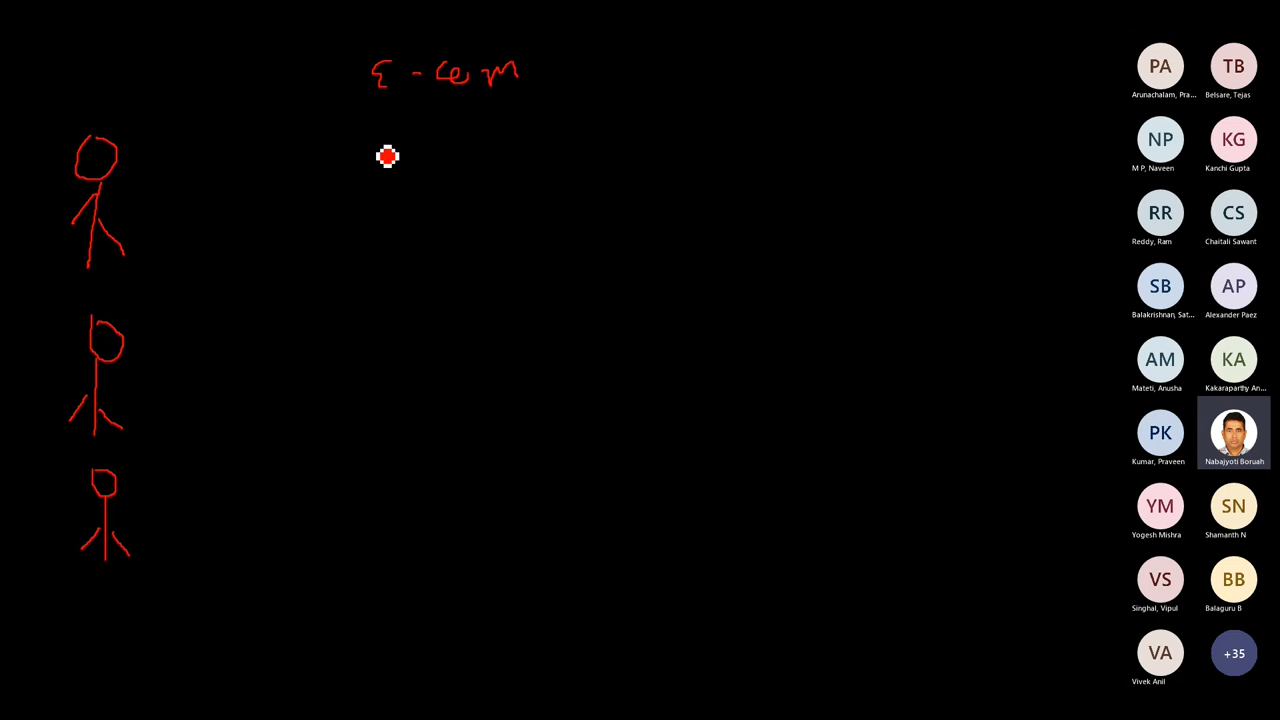 E - com
PA
TB
Arunachalam, Pra...
Belsare, Tejas
NP
KG
M P, Naveen
Kanchi Gupta
RR
CS
Reddy, Ram
Chaitali Sawant
SB
AP
Balakrishnan, Sat...
Alexander Paez
AM
KA
Mateti, Anusha
Kakaraparthy An...
PK
Kumar, Praveen
Nabajyoti Boruah
YM
SN
Yogesh Mishra
Shamanth N
VS
BB
Singhal, Vipul
Balaguru B
VA
+35
Vivek Anil